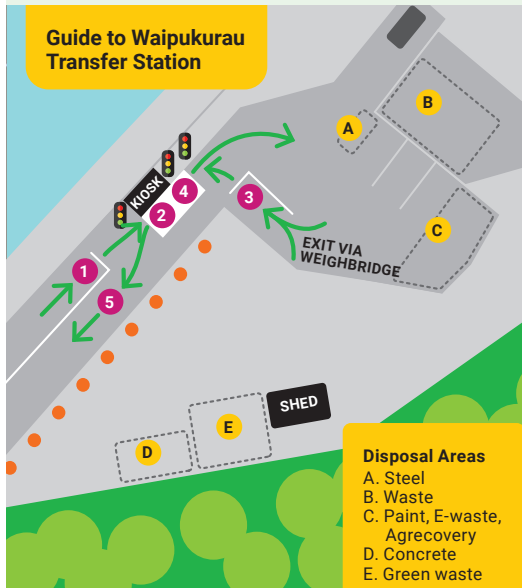 Guide to Waipukurau
Transfer Station
B
A
KIOSK
4
3
2
C
EXIT VIA
WEIGHBRIDGE
1
5
SHED
E
D
Disposal Areas
A. Steel
B. Waste
C. Paint, E-waste,
Agrecovery
D. Concrete
E. Green waste